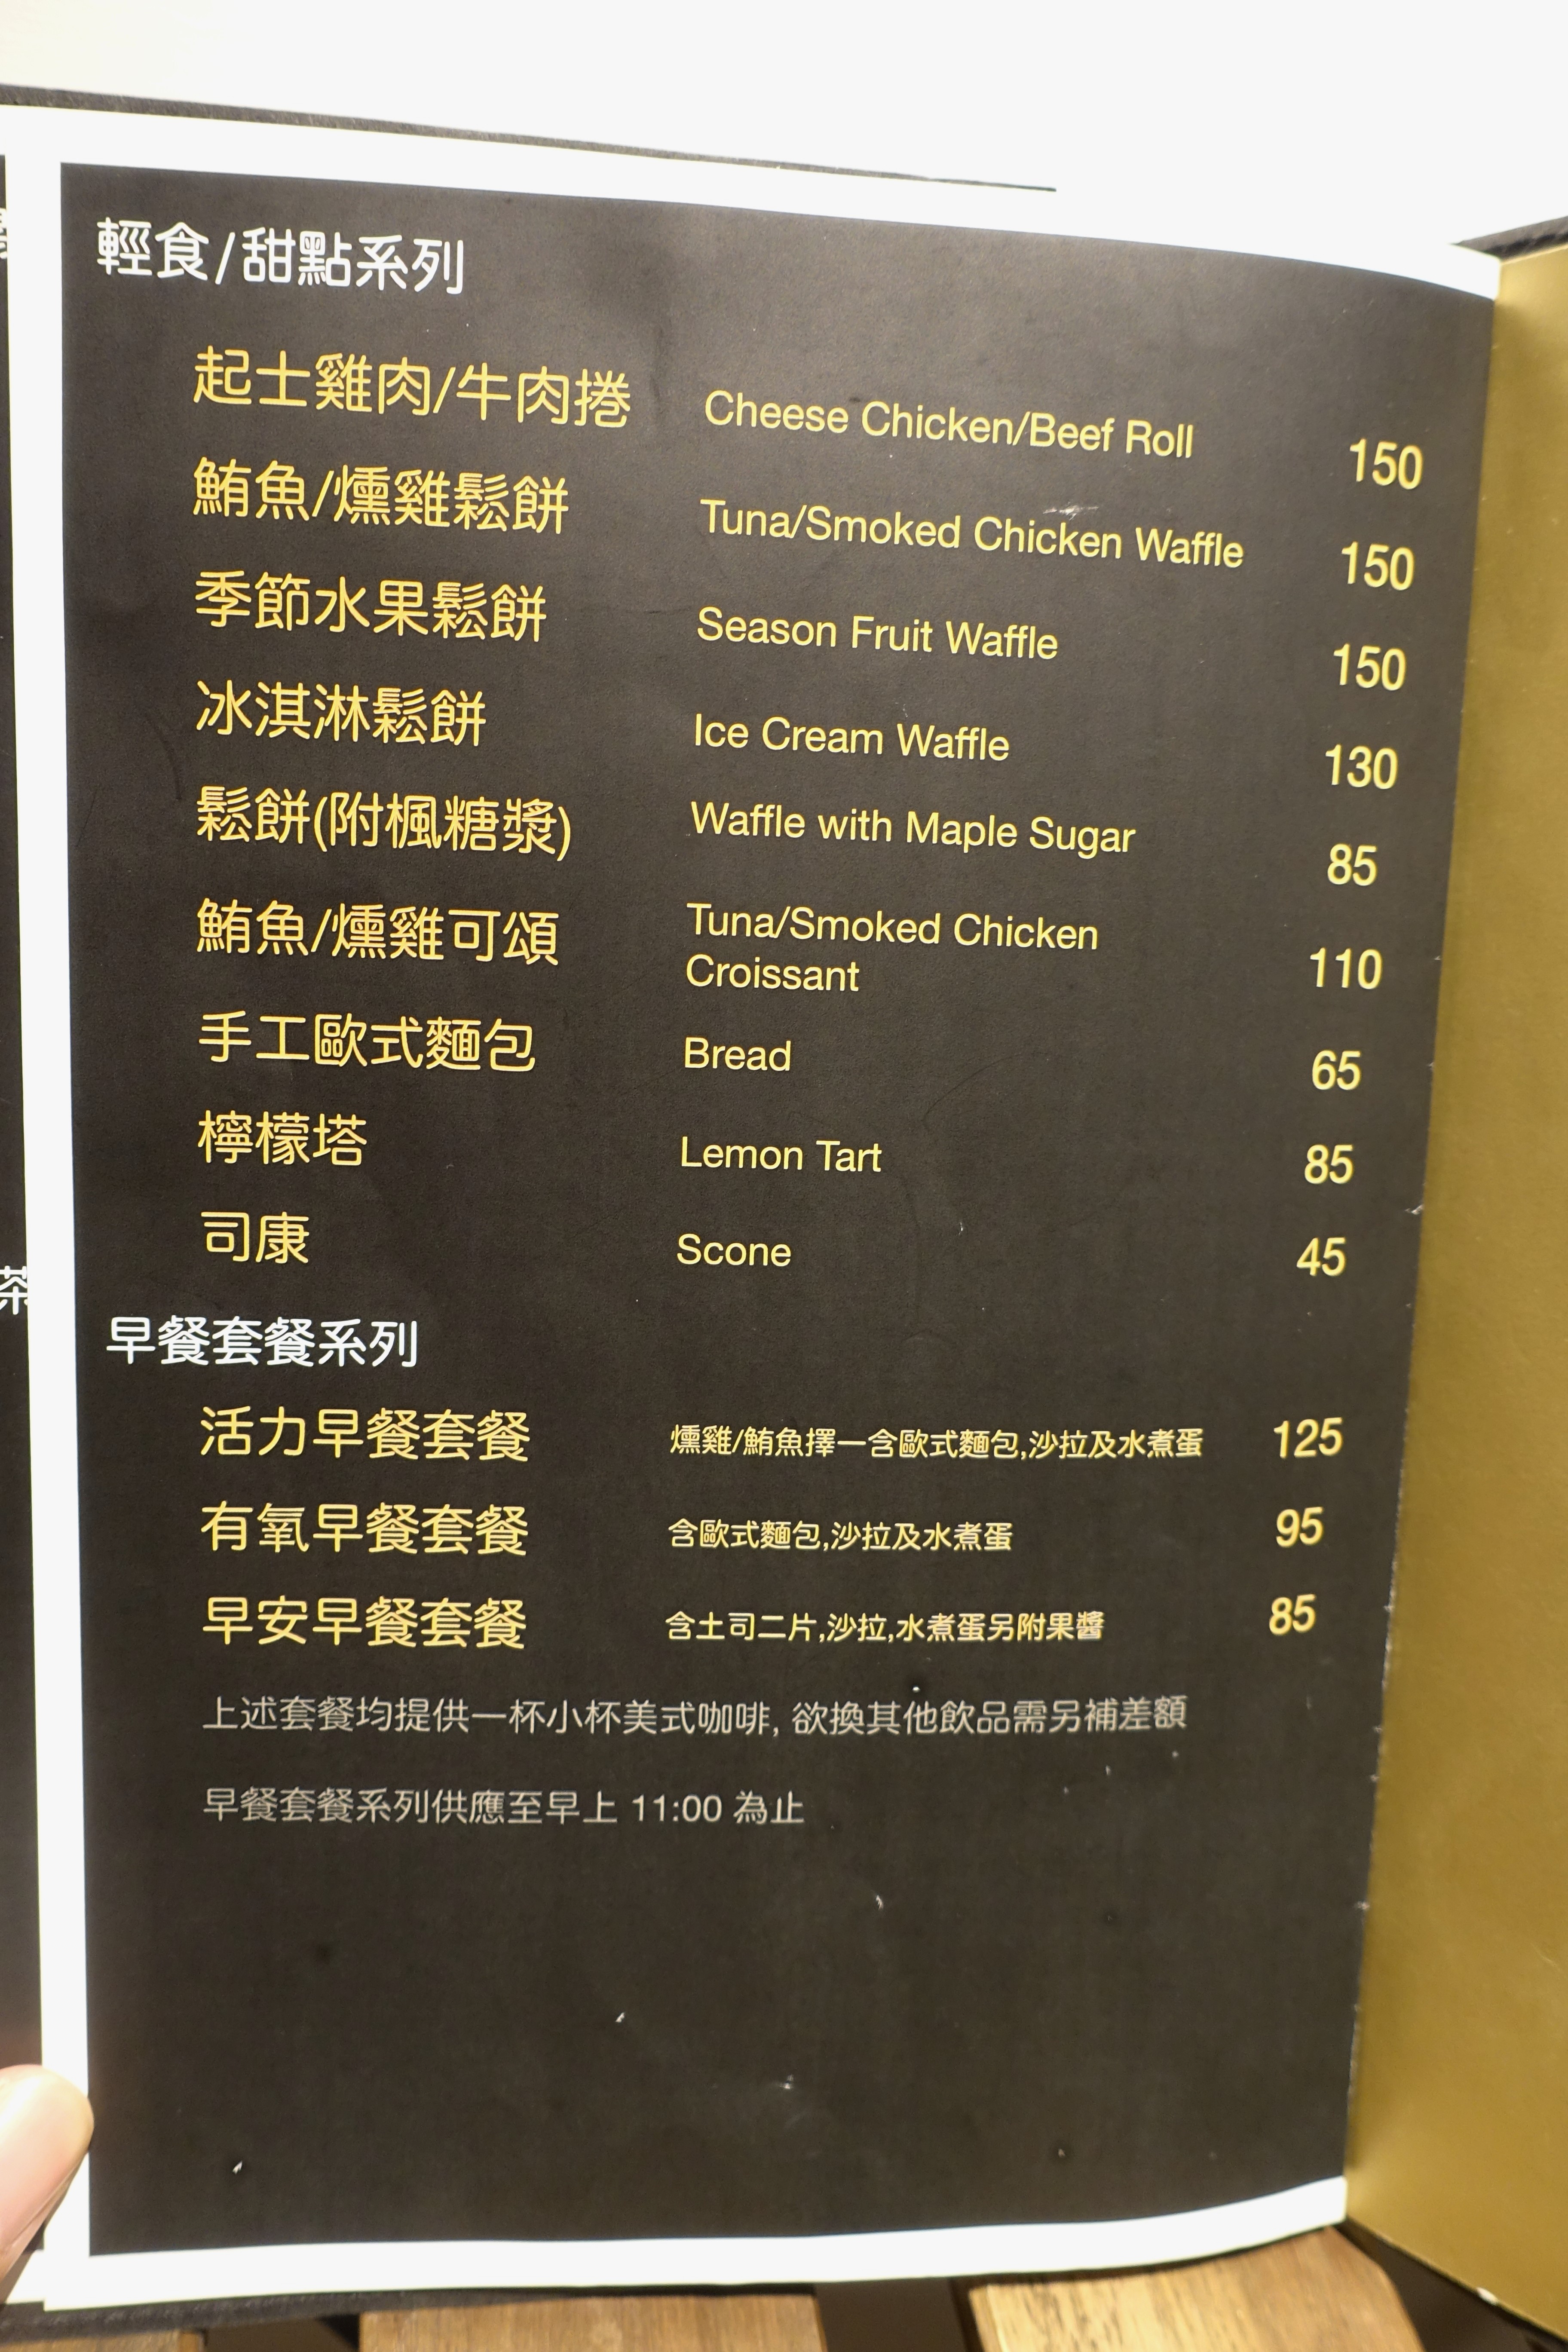 輕食/甜點系列
起士雞肉/牛肉捲 Cheese Chicken/Beef Roll 150
鮪魚/燻雞鬆餅 Tuna/Smoked Chicken Waffle 150
季節水果鬆餅 Season Fruit Waffle 150
冰淇淋鬆餅 Ice Cream Waffle 130
鬆餅(附楓糖漿) Waffle with Maple Sugar 85
鮪魚/燻雞可頌 Tuna/Smoked Chicken
Croissant 110
手工歐式麵包 Bread 65
檸檬塔 Lemon Tart 85
司康 Scone 45
早餐套餐系列
活力早餐套餐 燻雞/鮪魚擇一含歐式麵包,沙拉及水煮蛋 125
有氧早餐套餐 含歐式麵包,沙拉及水煮蛋 95
早安早餐套餐 含土司二片,沙拉,水煮蛋另附果醬 85
上述套餐均提供一杯小杯美式咖啡, 欲換其他飲品需另補差額
早餐套餐系列供應至早上 11:00 為止
茶